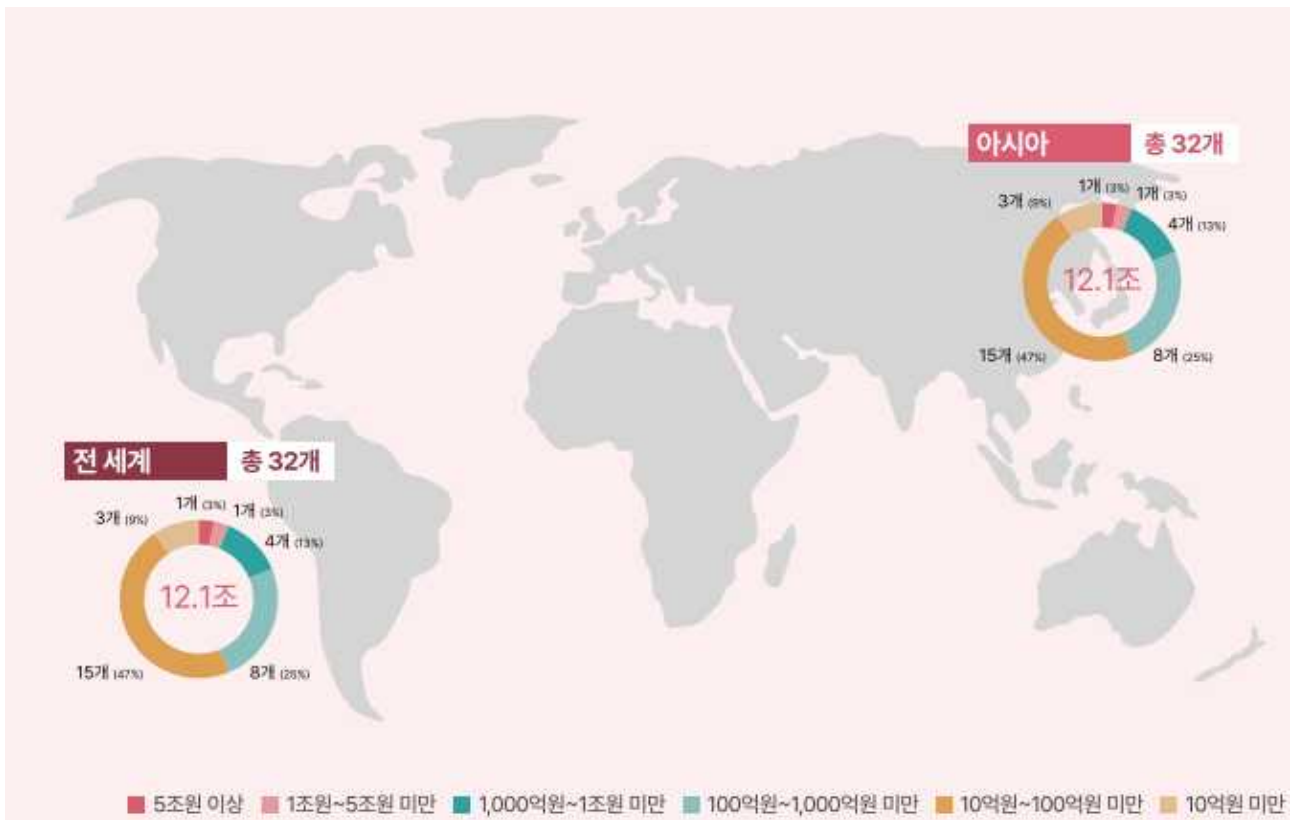 아시아 총 32개
1개 (3%) 1개 (3%)
3개 (9%)
4개 (13%)
12.1조
15개 (47%) 8개 (25%)
전 세계 총 32개
1개 (3%) 1개 (3%)
3개 (9%)
4개 (13%)
12.1조
15개 (47%) 8개 (25%)
5조원 이상 1조원~5조원 미만 1,000억원~1조원 미만 100억원~1,000억원 미만 10억원~100억원 미만 10억원 미만